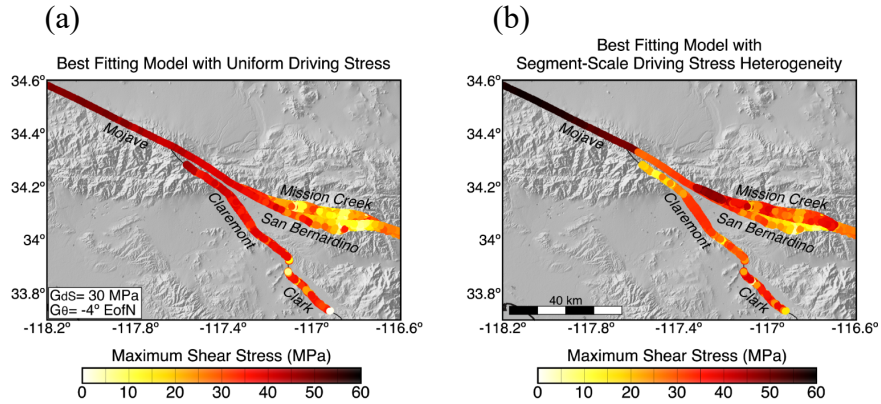 (a)
Best Fitting Model with Uniform Driving Stress
34.6°
34.4°
34.2°
34°
33.8°
Mojave
Mission Creek
San Bernardino
Claremont
Clark
GdS= 30 MPa
Gθ= -4° EofN
-118.2° -117.8° -117.4° -117° -116.6°
Maximum Shear Stress (MPa)
0 10 20 30 40 50 60
(b)
Best Fitting Model with
Segment-Scale Driving Stress Heterogeneity
34.6°
34.4°
34.2°
34°
33.8°
Mojave
Mission Creek
San Bernardino
Claremont
Clark
40 km
-118.2° -117.8° -117.4° -117° -116.6°
Maximum Shear Stress (MPa)
0 10 20 30 40 50 60